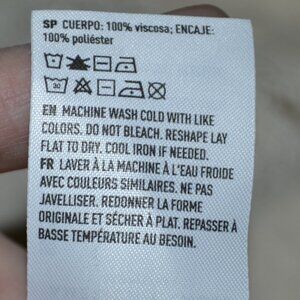 SP CUERPO: 100% viscosa; ENCAJE:
100% poliéster
30
EN MACHINE WASH COLD WITH LIKE
COLORS. DO NOT BLEACH. RESHAPE LAY
FLAT TO DRY. COOL IRON IF NEEDED.
FR LAVER À LA MACHINE À L'EAU FROIDE
AVEC COULEURS SIMILAIRES. NE PAS
JAVELLISER. REDONNER LA FORME
ORIGINALE ET SÉCHER À PLAT. REPASSER À
BASSE TEMPÉRATURE AU BESOIN.